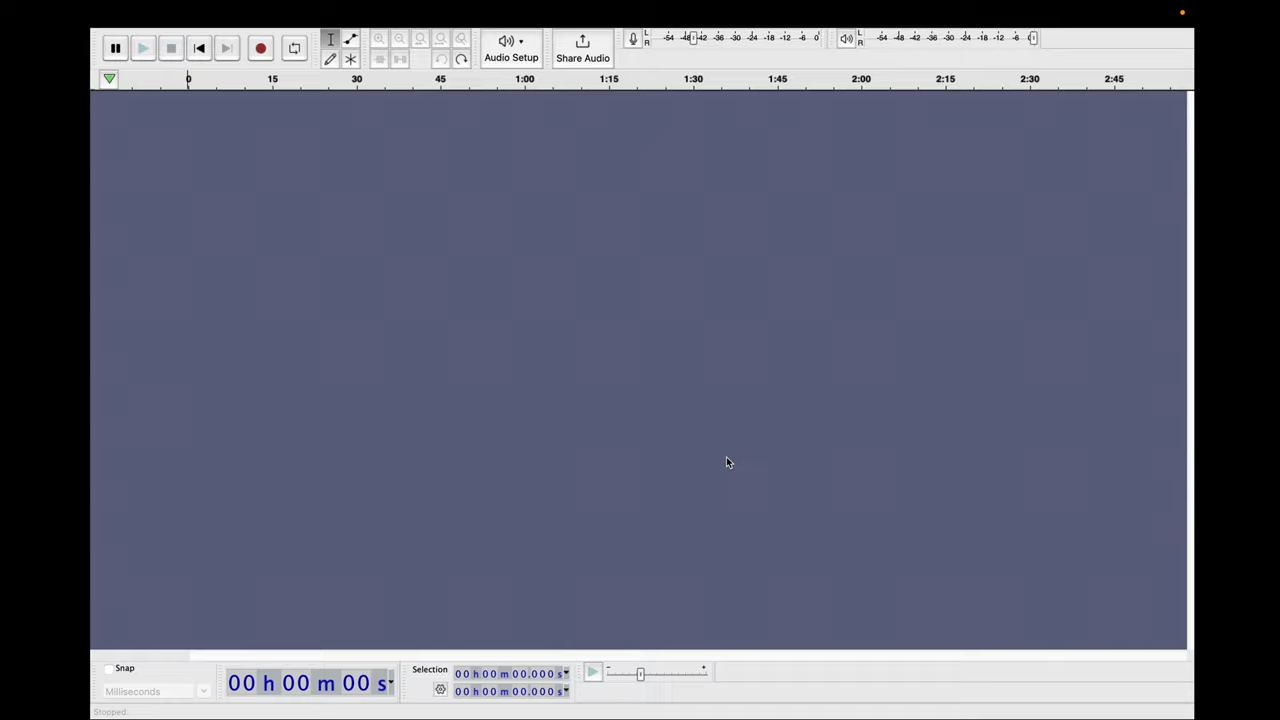 L
R
-54 -48 -42 -36 -30 -24 -18 -12 -6 0
L
R
-54 -48 -42 -36 -30 -24 -18 -12 -6 0
Audio Setup
Share Audio
0 15 30 45 1:00 1:15 1:30 1:45 2:00 2:15 2:30 2:45
Snap
Milliseconds
00 h 00 m 00 s
Selection
00 h 00 m 00.000 s
00 h 00 m 00.000 s
- +
Stopped.